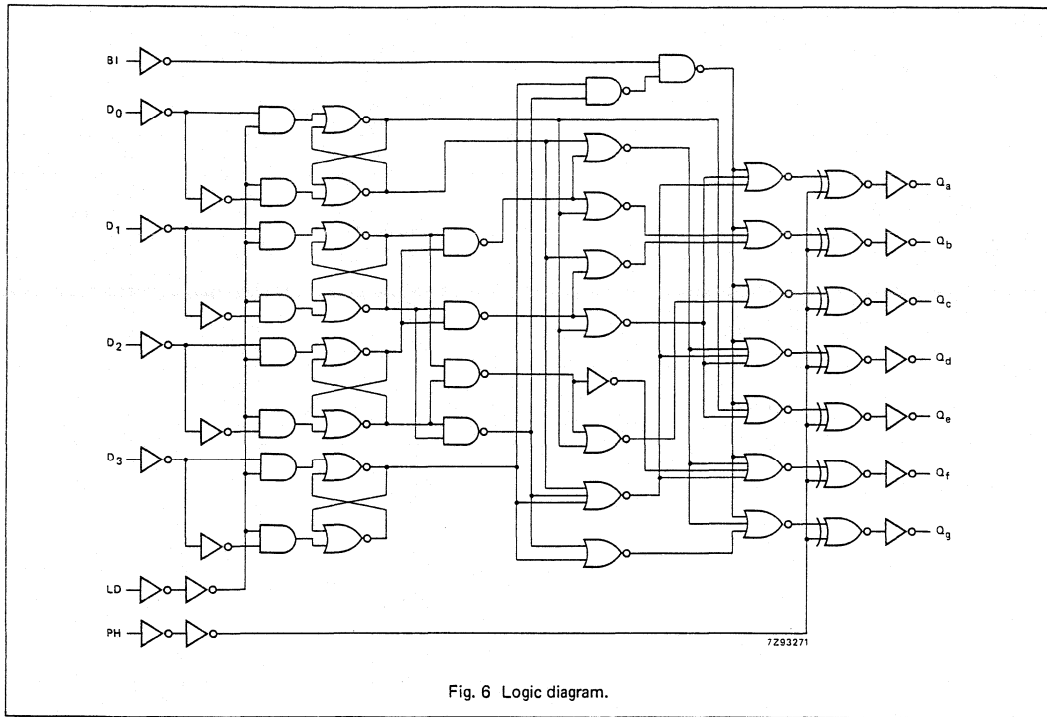 BI
D0
D1
D2
D3
LD
PH
Qa
Qb
Qc
Qd
Qe
Qf
Qg
7Z93271
Fig. 6 Logic diagram.